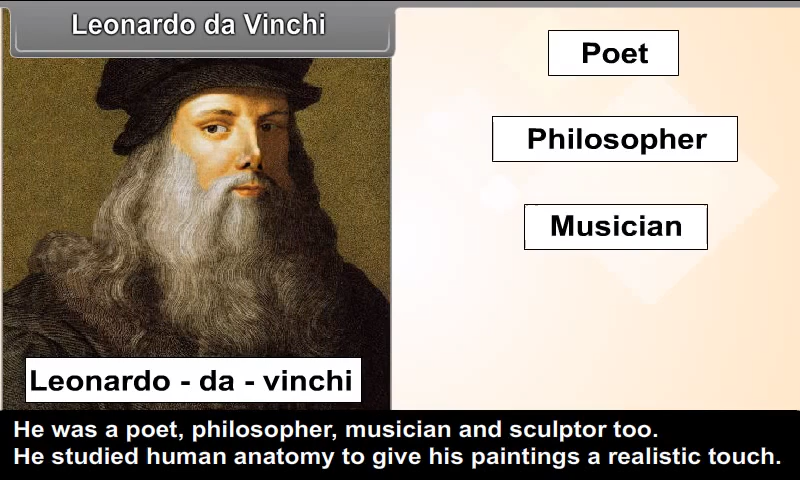 Leonardo da Vinchi
Poet
Philosopher
Musician
Leonardo - da - vinchi
He was a poet, philosopher, musician and sculptor too.
He studied human anatomy to give his paintings a realistic touch.